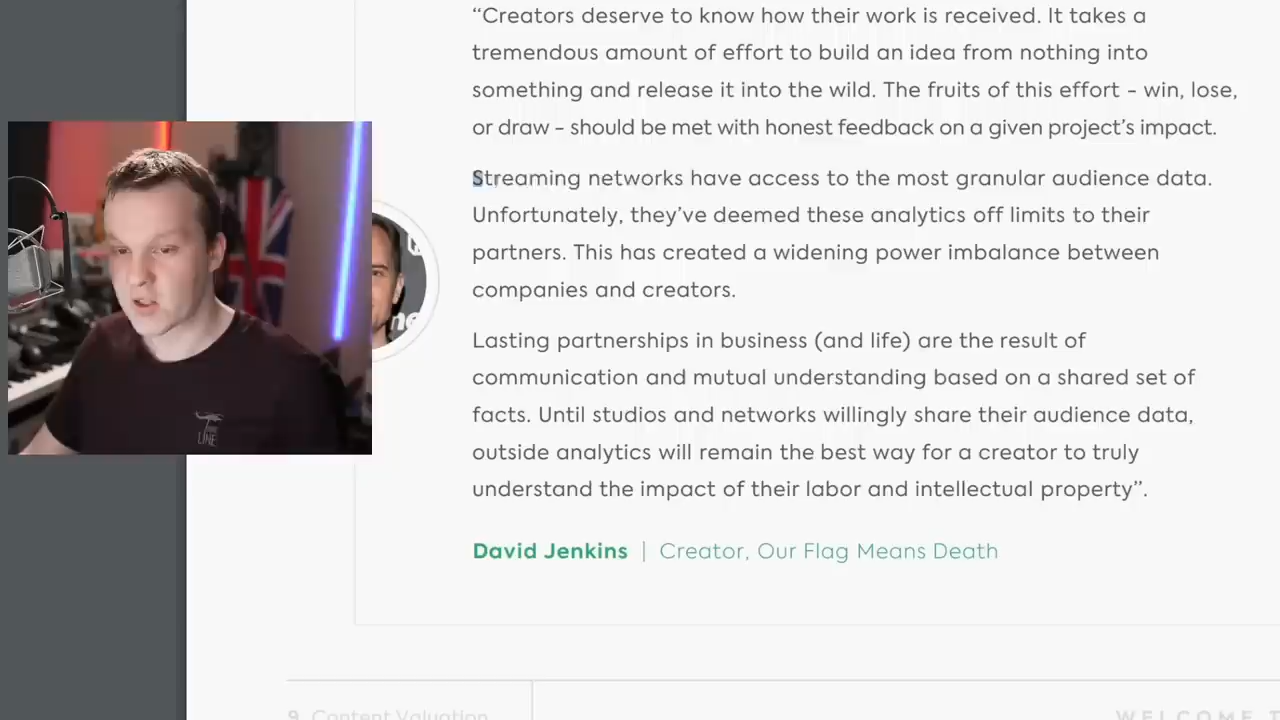 “Creators deserve to know how their work is received. It takes a
tremendous amount of effort to build an idea from nothing into
something and release it into the wild. The fruits of this effort - win, lose,
or draw - should be met with honest feedback on a given project’s impact.
Streaming networks have access to the most granular audience data.
Unfortunately, they’ve deemed these analytics off limits to their
partners. This has created a widening power imbalance between
companies and creators.
Lasting partnerships in business (and life) are the result of
communication and mutual understanding based on a shared set of
facts. Until studios and networks willingly share their audience data,
outside analytics will remain the best way for a creator to truly
understand the impact of their labor and intellectual property”.
David Jenkins | Creator, Our Flag Means Death
9. Content Valuation
WELCOME T
LINE